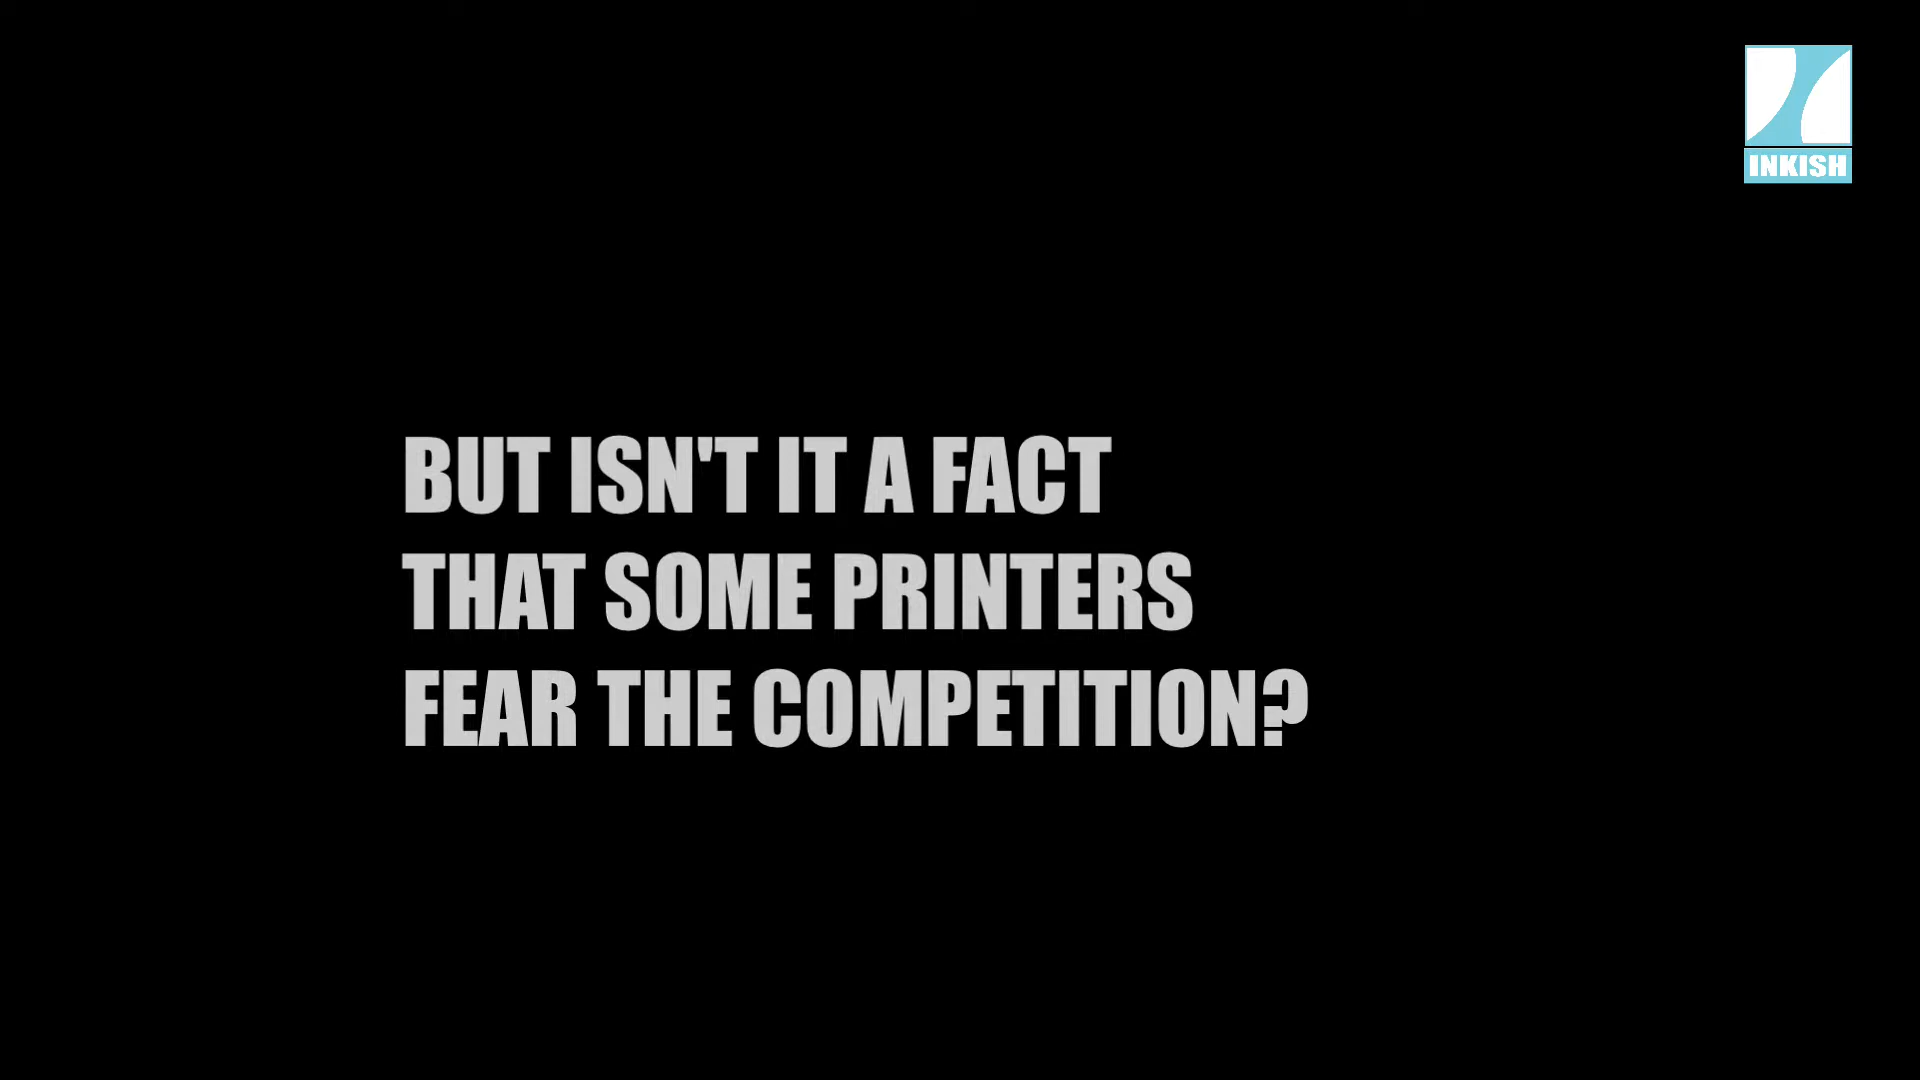 INKISH
BUT ISN'T IT A FACT
THAT SOME PRINTERS
FEAR THE COMPETITION?